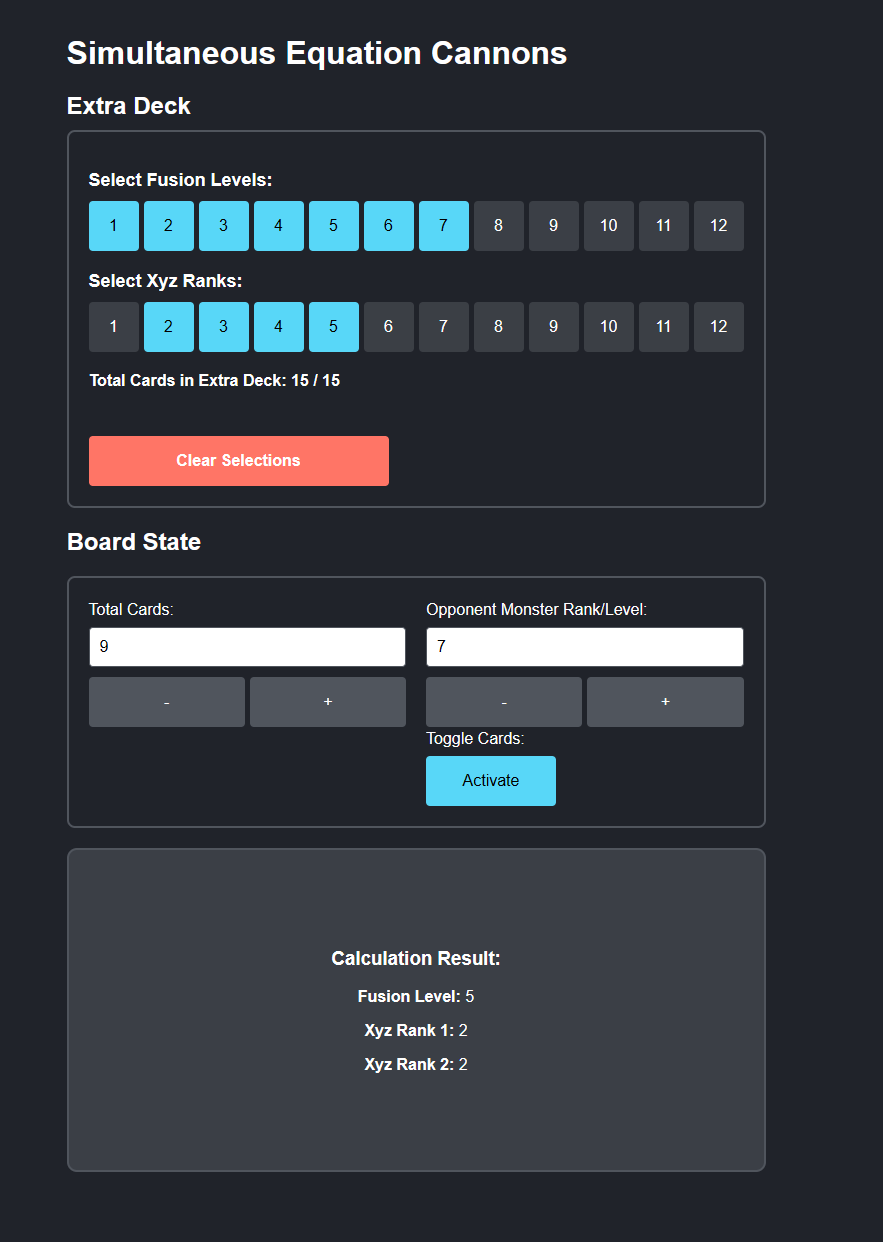 Simultaneous Equation Cannons
Extra Deck
Select Fusion Levels:
1 2 3 4 5 6 7 8 9 10 11 12
Select Xyz Ranks:
1 2 3 4 5 6 7 8 9 10 11 12
Total Cards in Extra Deck: 15 / 15
Clear Selections
Board State
Total Cards: Opponent Monster Rank/Level:
9 7
- + - +
Toggle Cards:
Activate
Calculation Result:
Fusion Level: 5
Xyz Rank 1: 2
Xyz Rank 2: 2